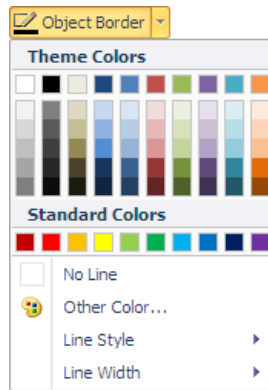 Object Border
Theme Colors
Standard Colors
No Line
Other Color...
Line Style
Line Width